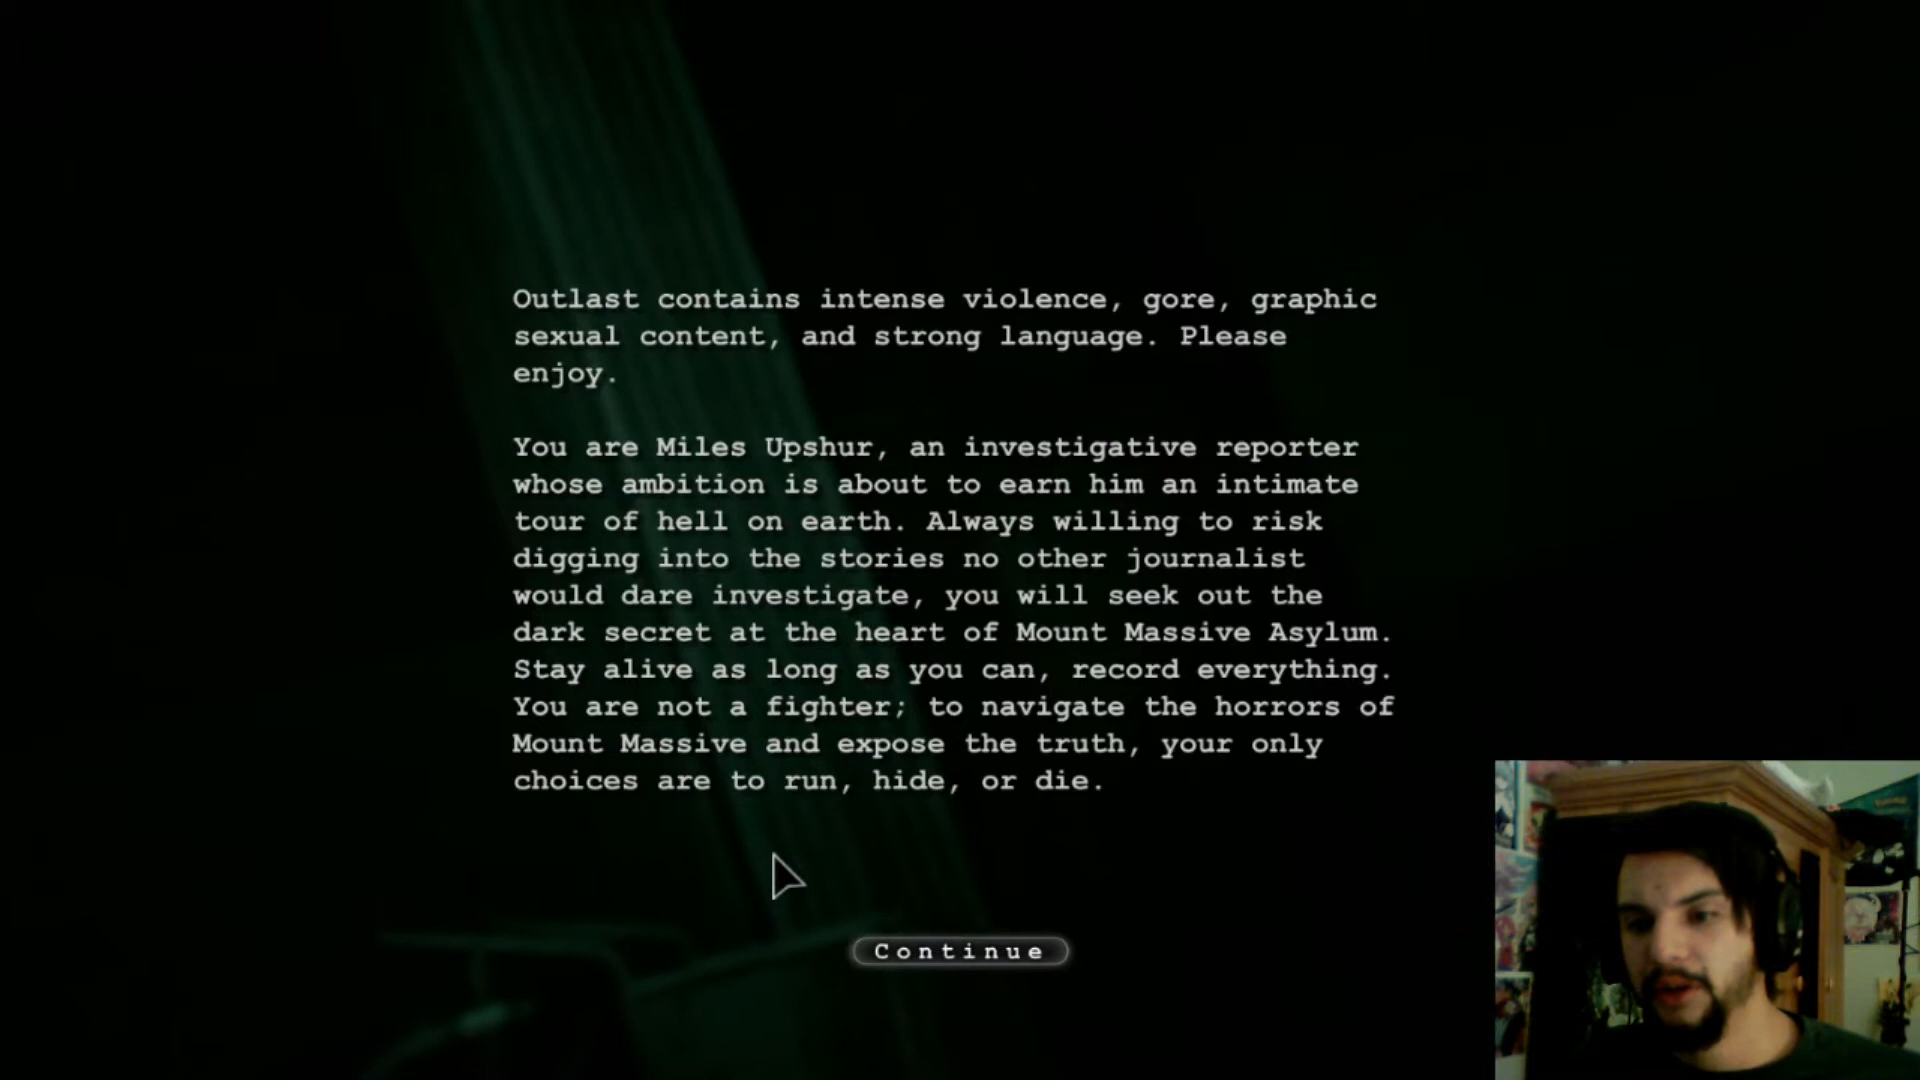 Outlast contains intense violence, gore, graphic
sexual content, and strong language. Please
enjoy.
You are Miles Upshur, an investigative reporter
whose ambition is about to earn him an intimate
tour of hell on earth. Always willing to risk
digging into the stories no other journalist
would dare investigate, you will seek out the
dark secret at the heart of Mount Massive Asylum.
Stay alive as long as you can, record everything.
You are not a fighter; to navigate the horrors of
Mount Massive and expose the truth, your only
choices are to run, hide, or die.
Continue